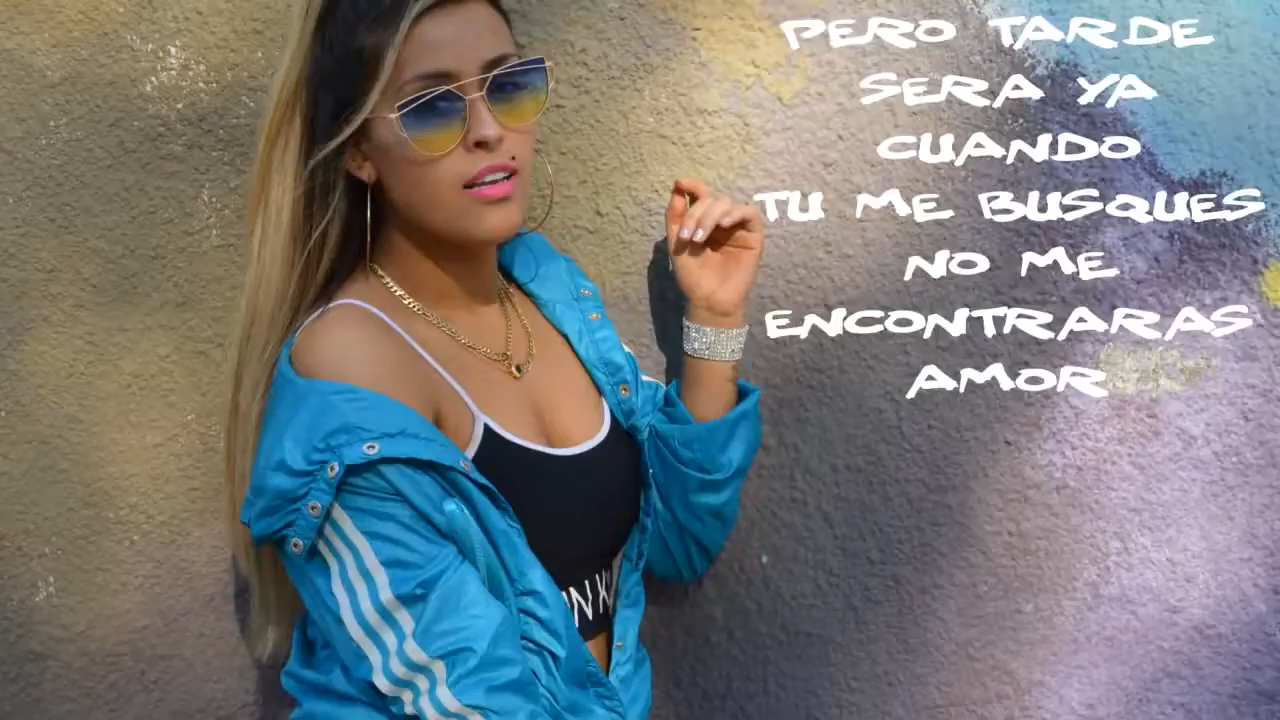 PERO TARDE
SERA YA
CUANDO
TU ME BUSQUES
NO ME
ENCONTRARAS
AMOR